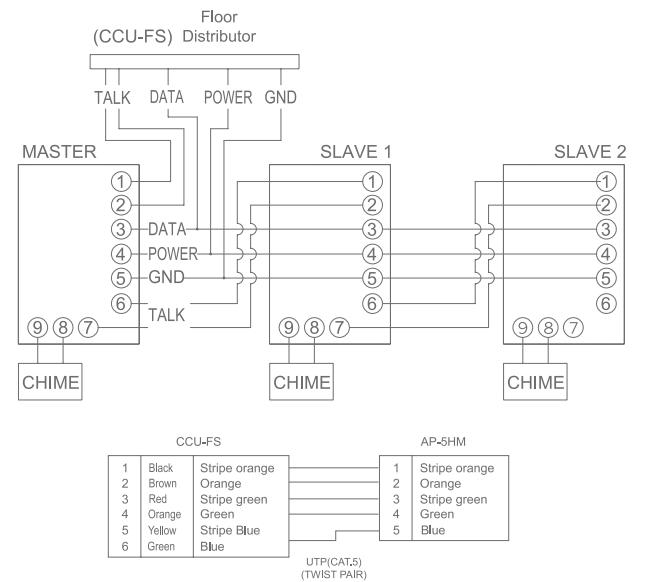 Floor
(CCU-FS) Distributor
TALK DATA POWER GND
MASTER SLAVE 1 SLAVE 2
1 1 1
2 2 2
3 DATA 3 3
4 POWER 4 4
5 GND 5 5
6 6 6
TALK
9 8 7 9 8 7 9 8 7
CHIME CHIME CHIME
CCU-FS AP-5HM
1 Black Stripe orange 1 Stripe orange
2 Brown Orange 2 Orange
3 Red Stripe green 3 Stripe green
4 Orange Green 4 Green
5 Yellow Stripe Blue 5 Blue
6 Green Blue
UTP(CAT.5)
(TWIST PAIR)